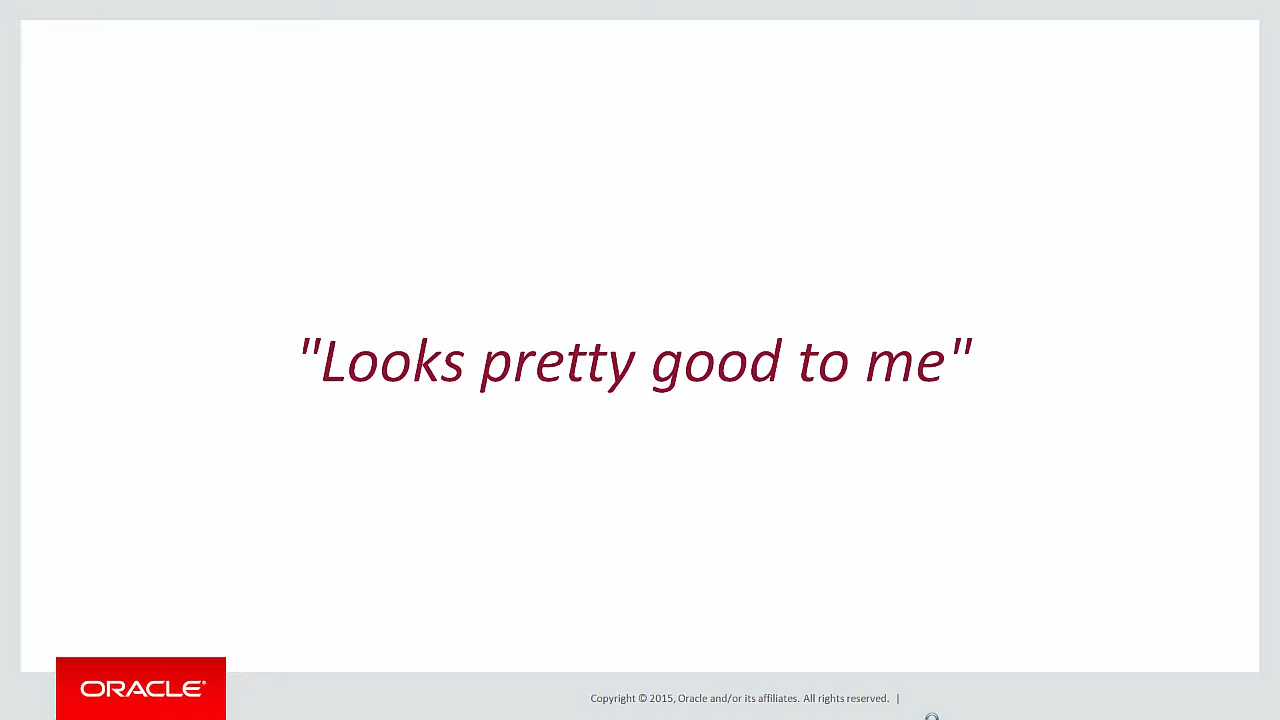 "Looks pretty good to me"
ORACLE®
Copyright © 2015, Oracle and/or its affiliates. All rights reserved. |